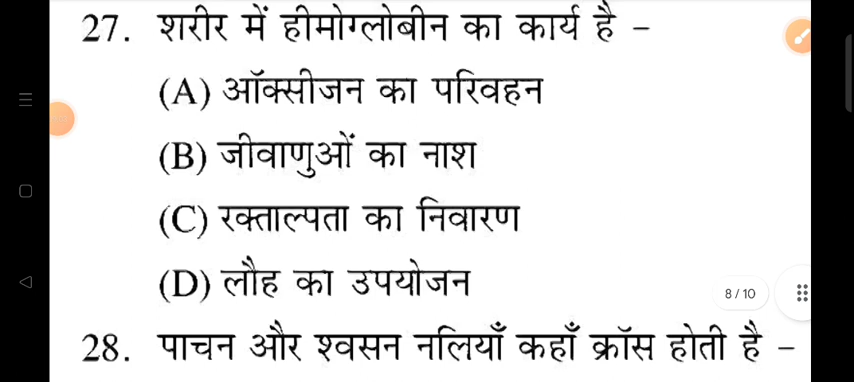 27. शरीर में हीमोग्लोबीन का कार्य है –
(A) ऑक्सीजन का परिवहन
(B) जीवाणुओं का नाश
(C) रक्ताल्पता का निवारण
(D) लौह का उपयोजन
8 / 10
28. पाचन और श्वसन नलियाँ कहाँ क्रॉस होती है –